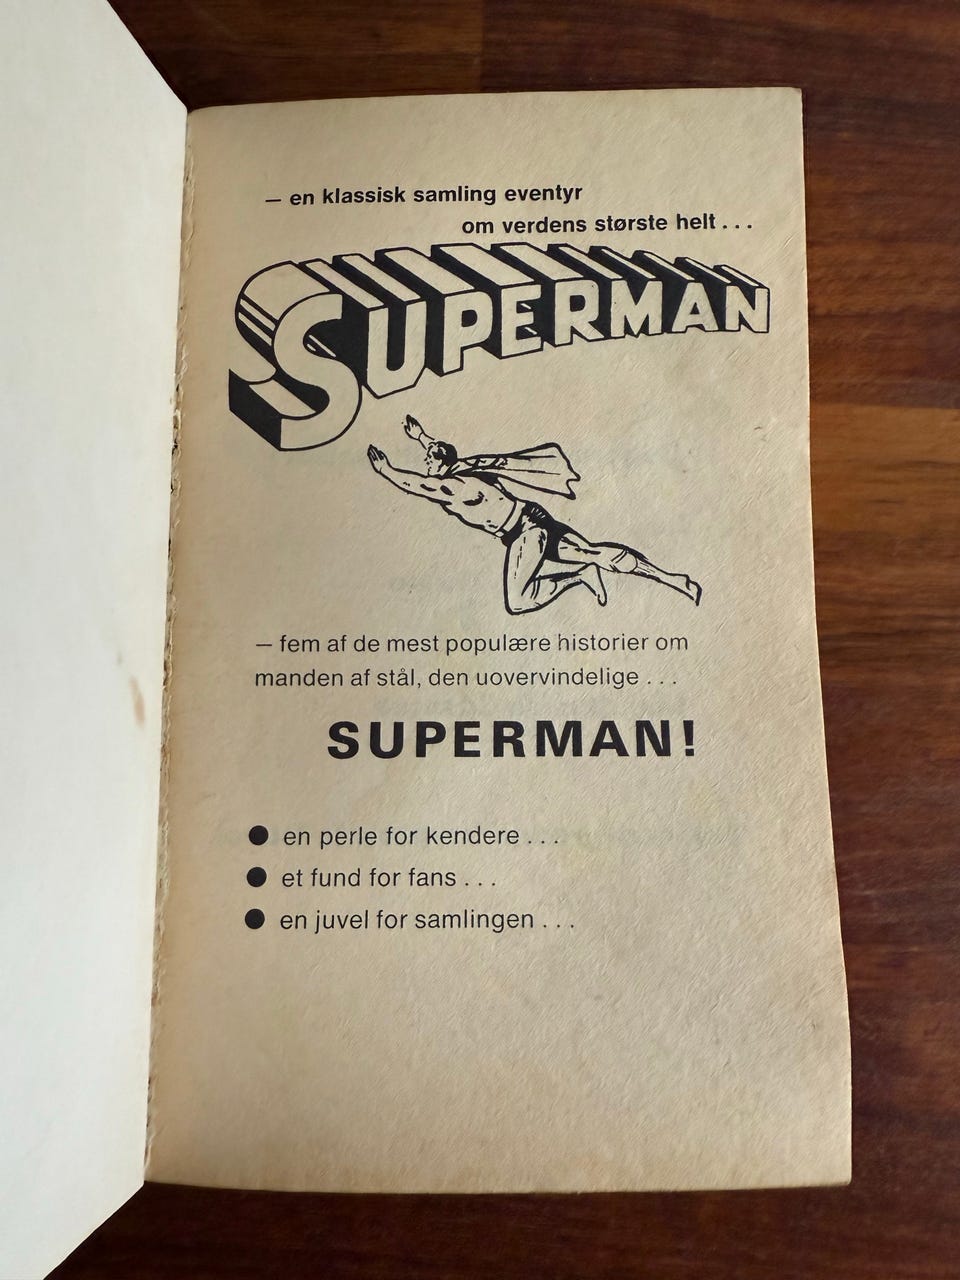 – en klassisk samling eventyr
om verdens største helt . . .
SUPERMAN
– fem af de mest populære historier om
manden af stål, den uovervindelige . . .
SUPERMAN!
● en perle for kendere . . .
● et fund for fans . . .
● en juvel for samlingen . . .